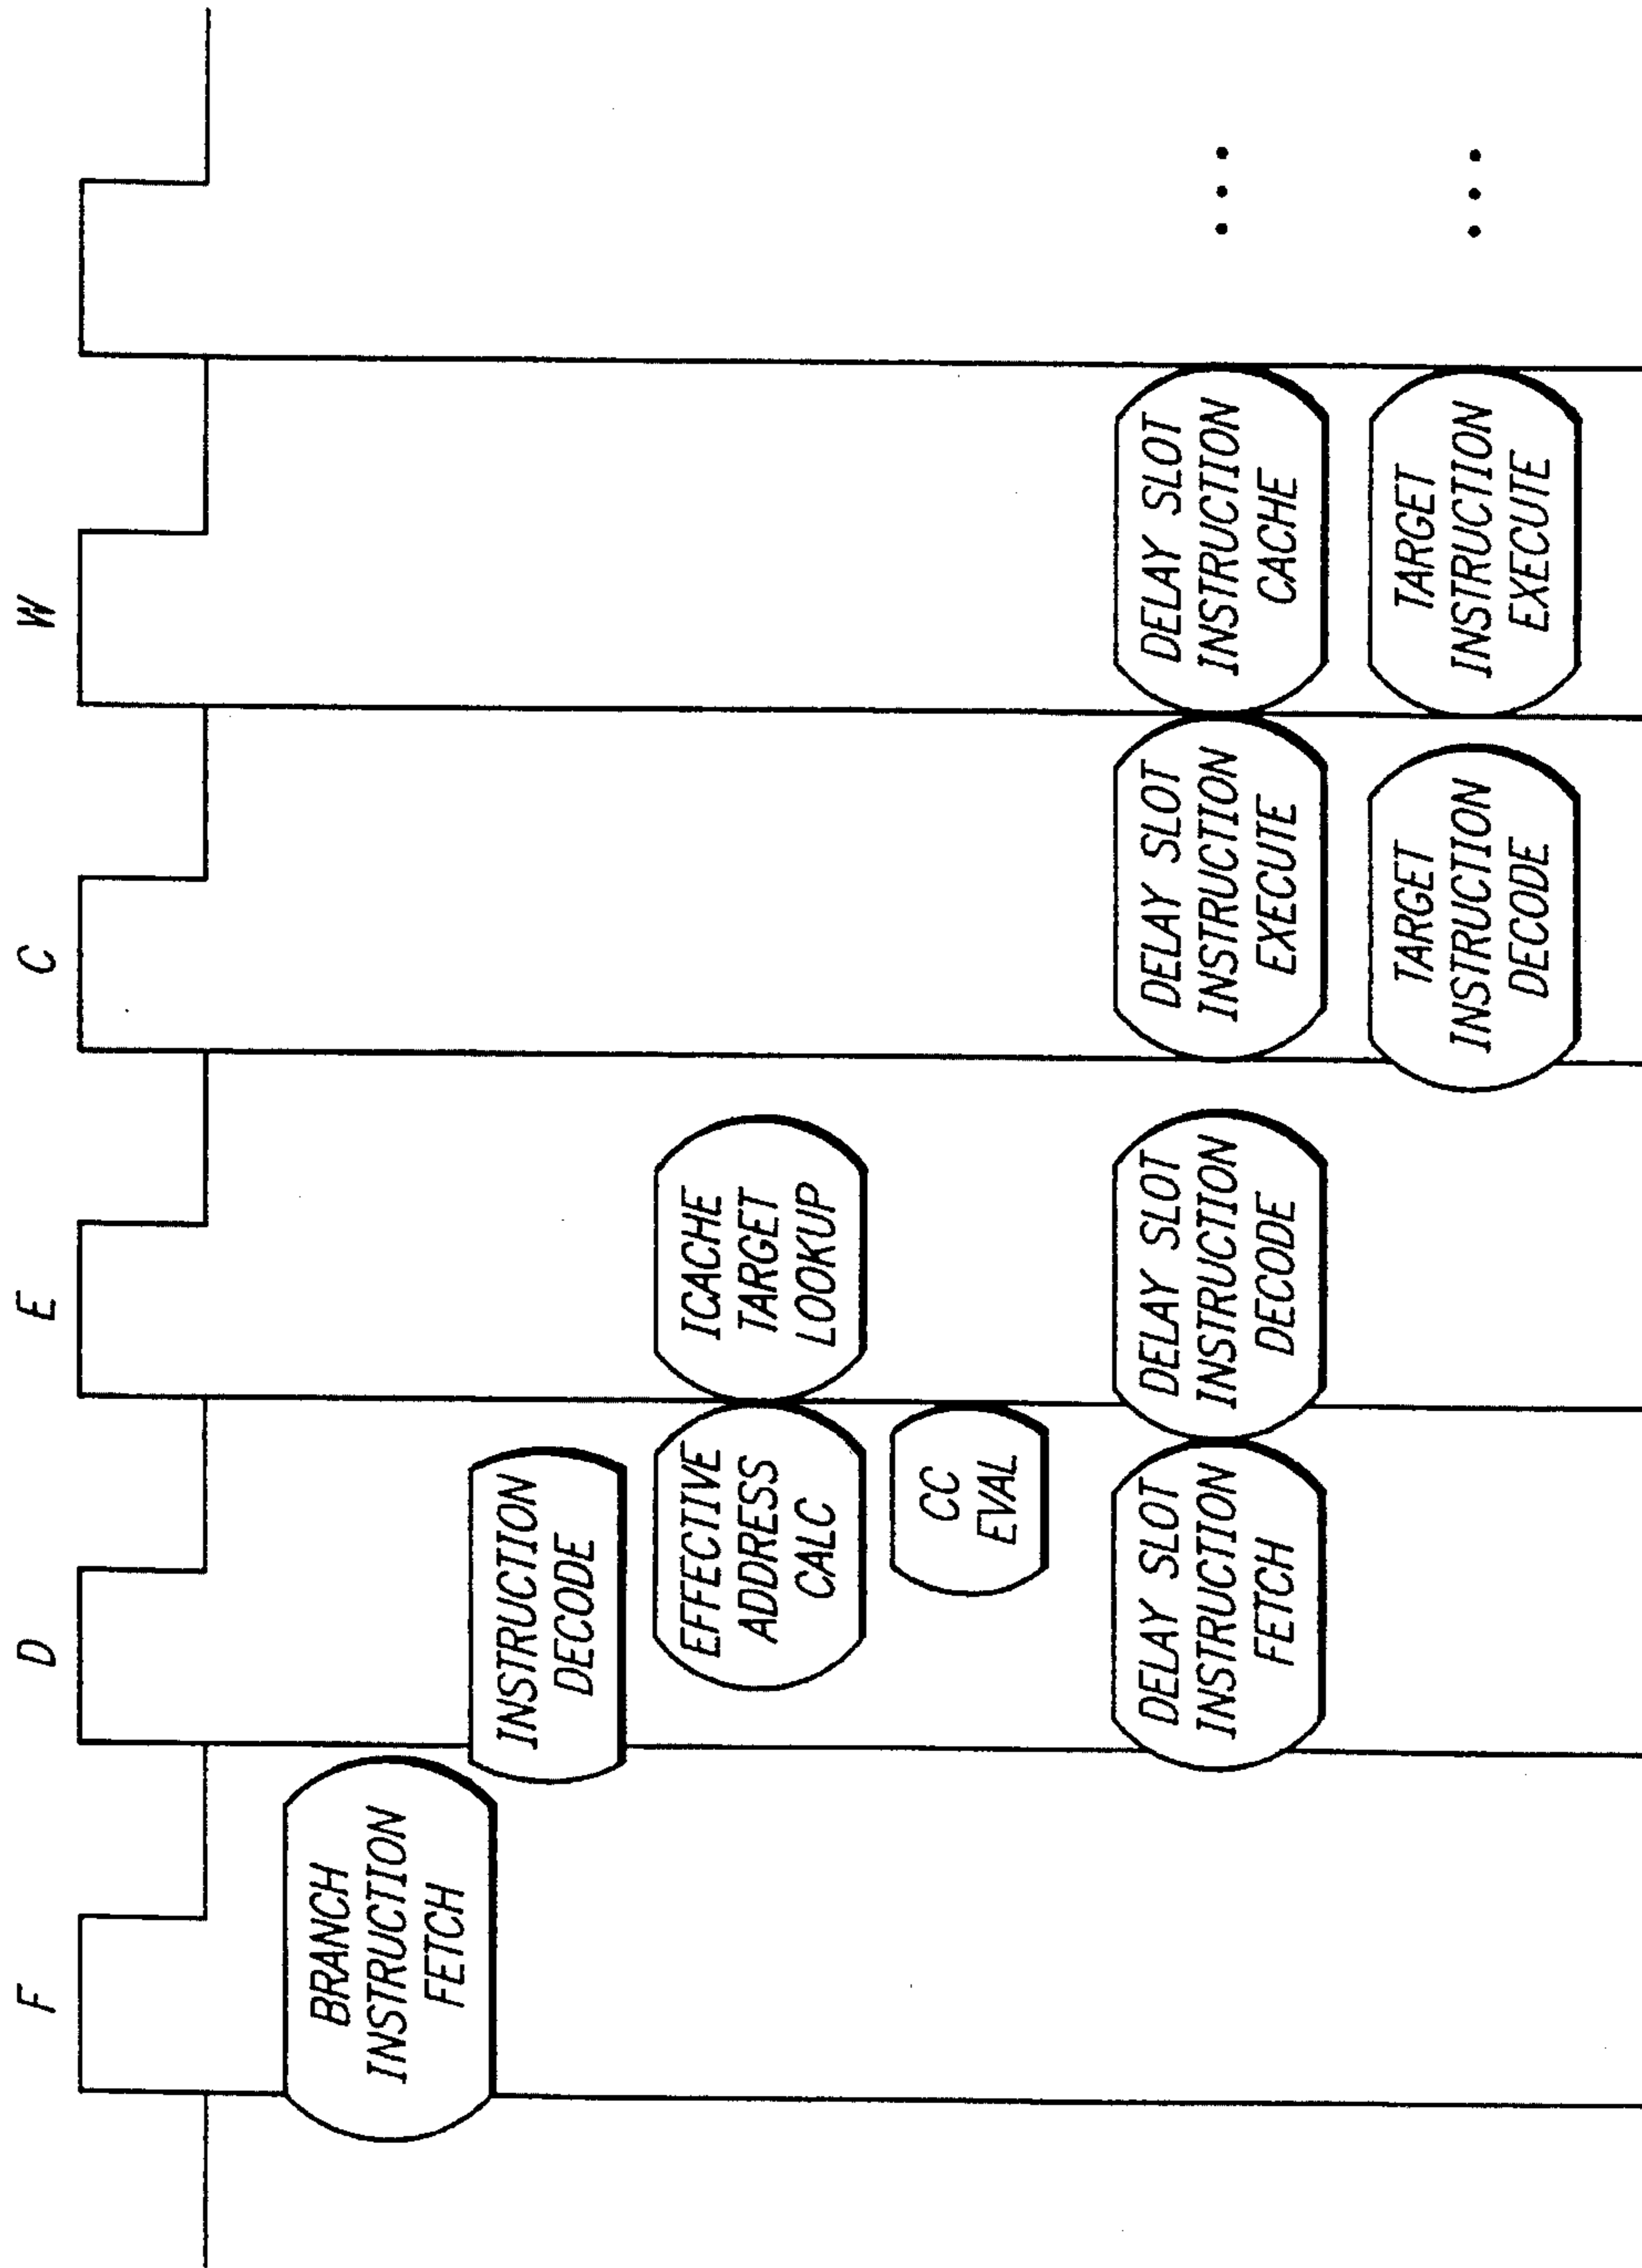 F
D
E
C
W
BRANCH
INSTRUCTION
FETCH
INSTRUCTION
DECODE
EFFECTIVE
ADDRESS
CALC
ICACHE
TARGET
LOOKUP
CC
EVAL
DELAY SLOT
INSTRUCTION
FETCH
DELAY SLOT
INSTRUCTION
DECODE
DELAY SLOT
INSTRUCTION
EXECUTE
DELAY SLOT
INSTRUCTION
CACHE
• • •
TARGET
INSTRUCTION
DECODE
TARGET
INSTRUCTION
EXECUTE
• • •